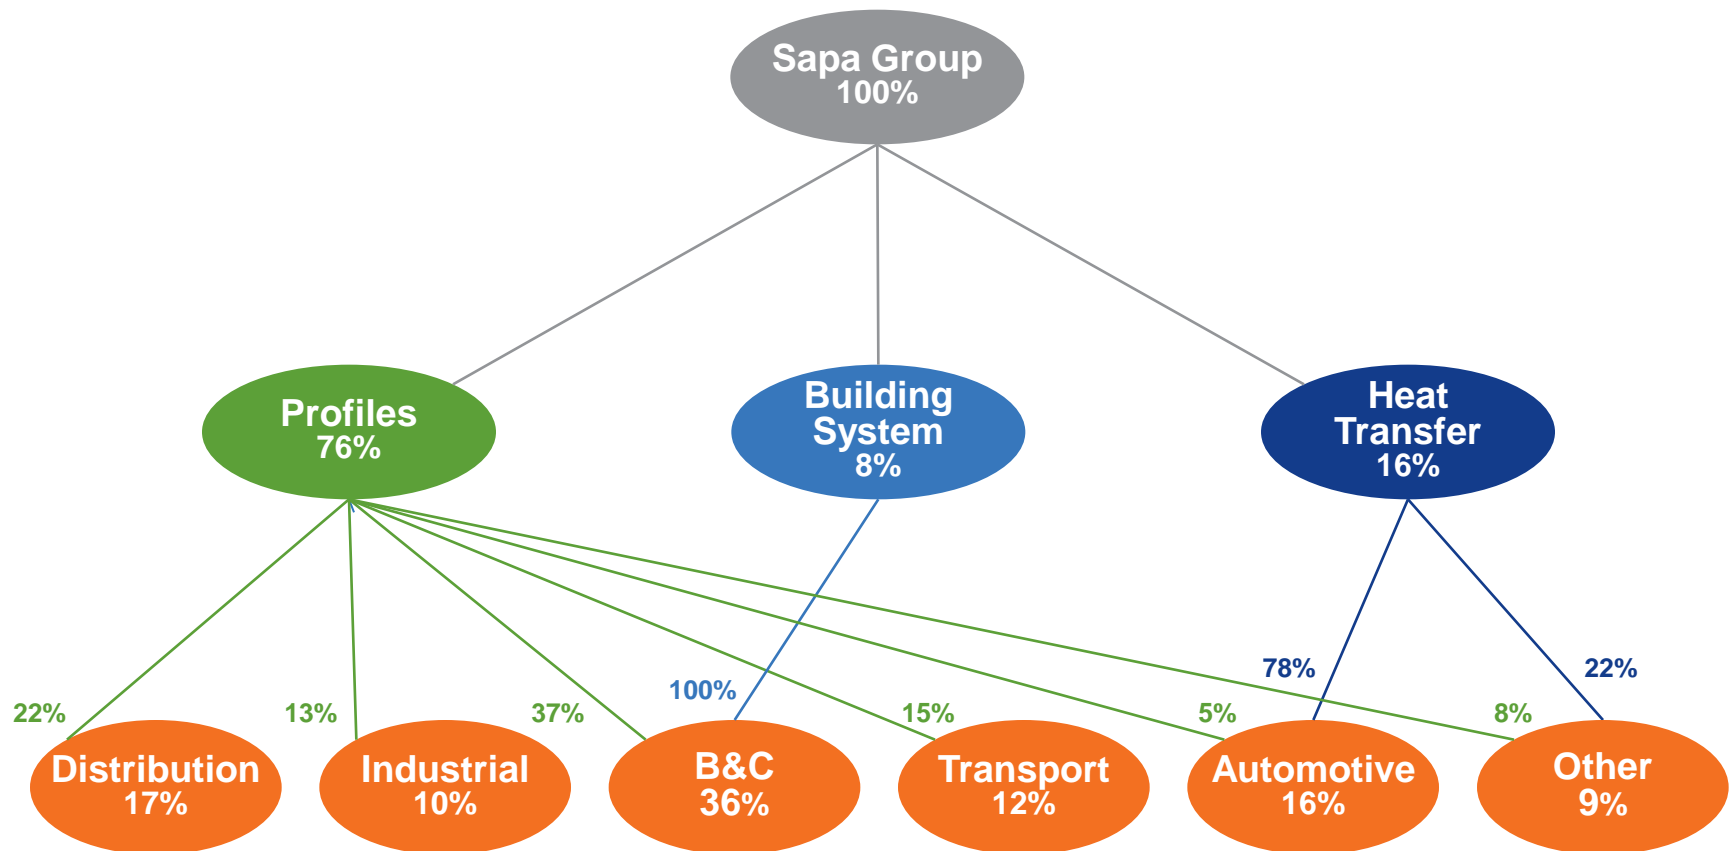 Sapa Group
100%
Profiles
76%
Building
System
8%
Heat
Transfer
16%
78%
22%
100%
22%
13%
37%
15%
5%
8%
Distribution
17%
Industrial
10%
B&C
36%
Transport
12%
Automotive
16%
Other
9%